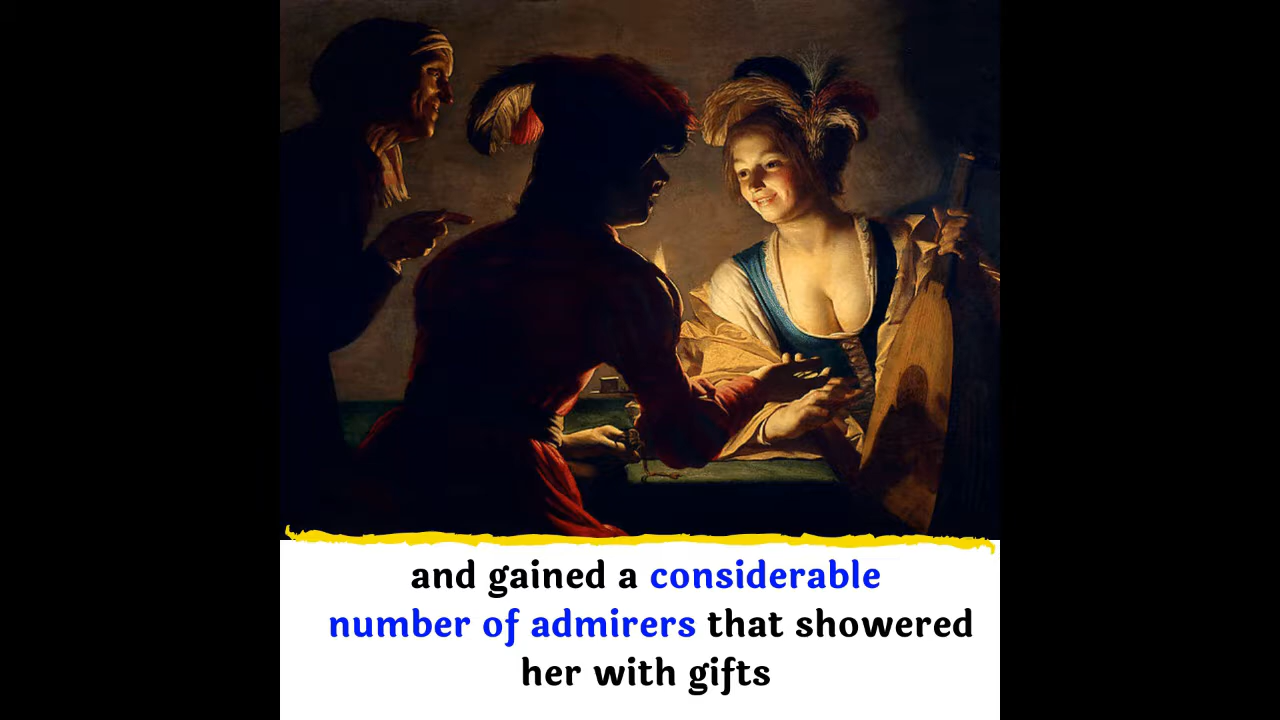 and gained a considerable
number of admirers that showered
her with gifts